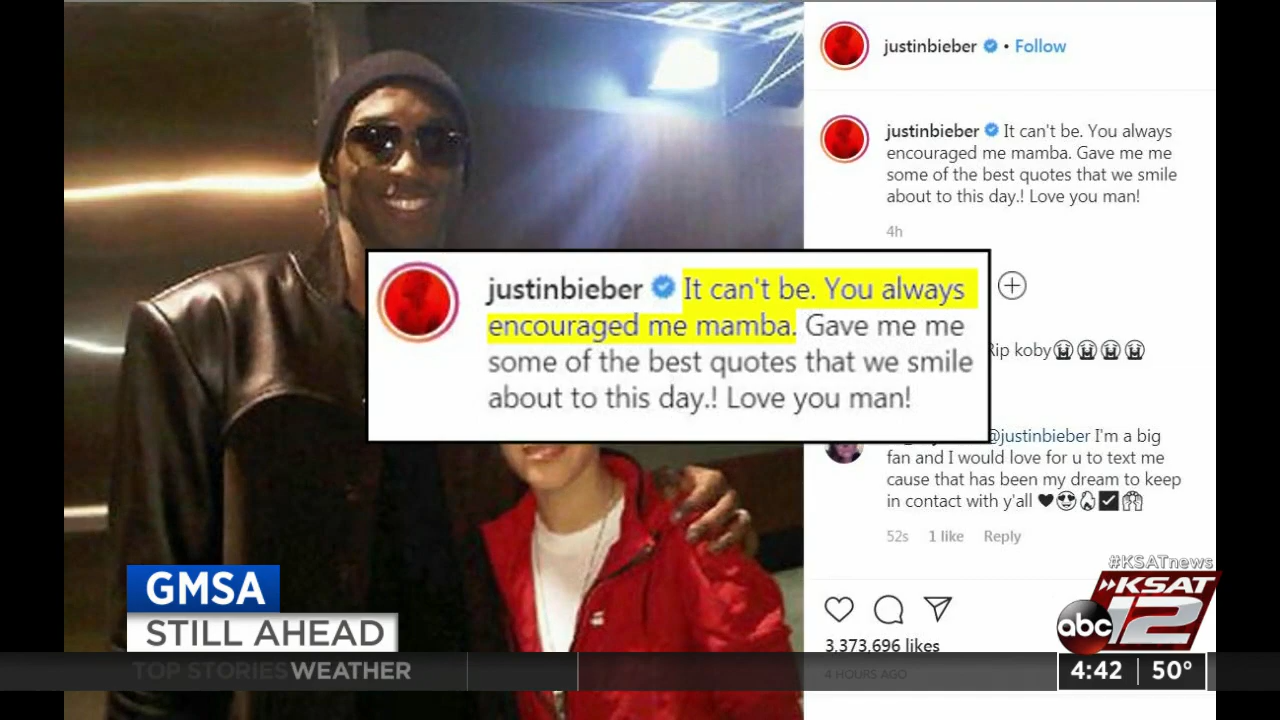 justinbieber • Follow
justinbieber It can't be. You always
encouraged me mamba. Gave me me
some of the best quotes that we smile
about to this day.! Love you man!
4h
justinbieber It can't be. You always
encouraged me mamba. Gave me me
some of the best quotes that we smile
about to this day.! Love you man!
Rip koby
@justinbieber I'm a big
fan and I would love for u to text me
cause that has been my dream to keep
in contact with y'all
52s 1 like Reply
3,373,696 likes
4 HOURS AGO
#KSATnews
KSAT
abc 12
GMSA
STILL AHEAD
TOP STORIES WEATHER
4:42 50°